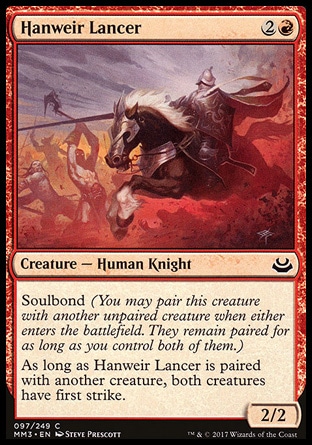 Hanweir Lancer 2
Creature — Human Knight
Soulbond (You may pair this creature
with another unpaired creature when either
enters the battlefield. They remain paired for
as long as you control both of them.)
As long as Hanweir Lancer is paired
with another creature, both creatures
have first strike.
2/2
097/249 C
MM3 • EN Steve Prescott ™ & © 2017 Wizards of the Coast